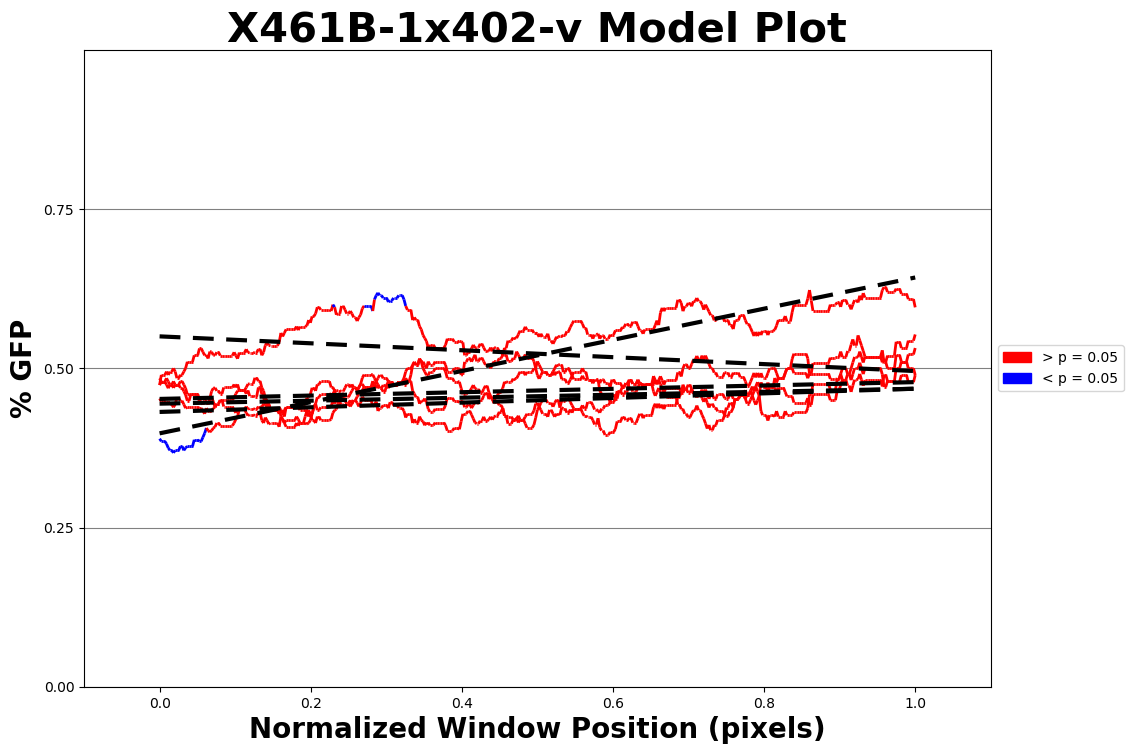 X461B-1x402-v Model Plot
% GFP
0.75
0.50
0.25
0.00
0.0 0.2 0.4 0.6 0.8 1.0
Normalized Window Position (pixels)
> p = 0.05
< p = 0.05